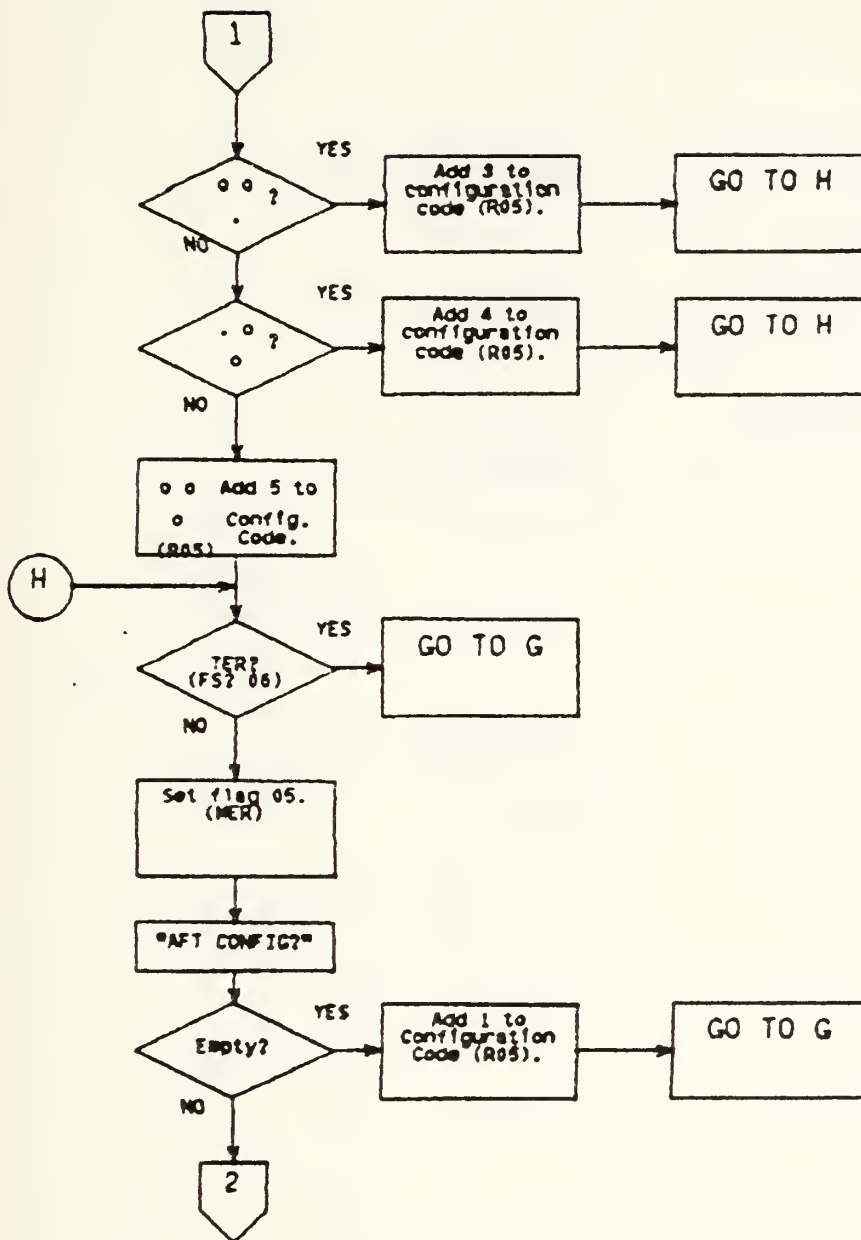 1
YES
o o ?
.
NO
Add 3 to
configuration
code (R05).
GO TO H
YES
. o ?
o
NO
Add 4 to
configuration
code (R05).
GO TO H
o o Add 5 to
o Config.
Code.
(R05)
H
YES
TER?
(FS? 06)
NO
GO TO G
Set flag 05.
(MER)
"AFT CONFIG?"
YES
Empty?
NO
Add 1 to
Configuration
Code (R05).
GO TO G
2